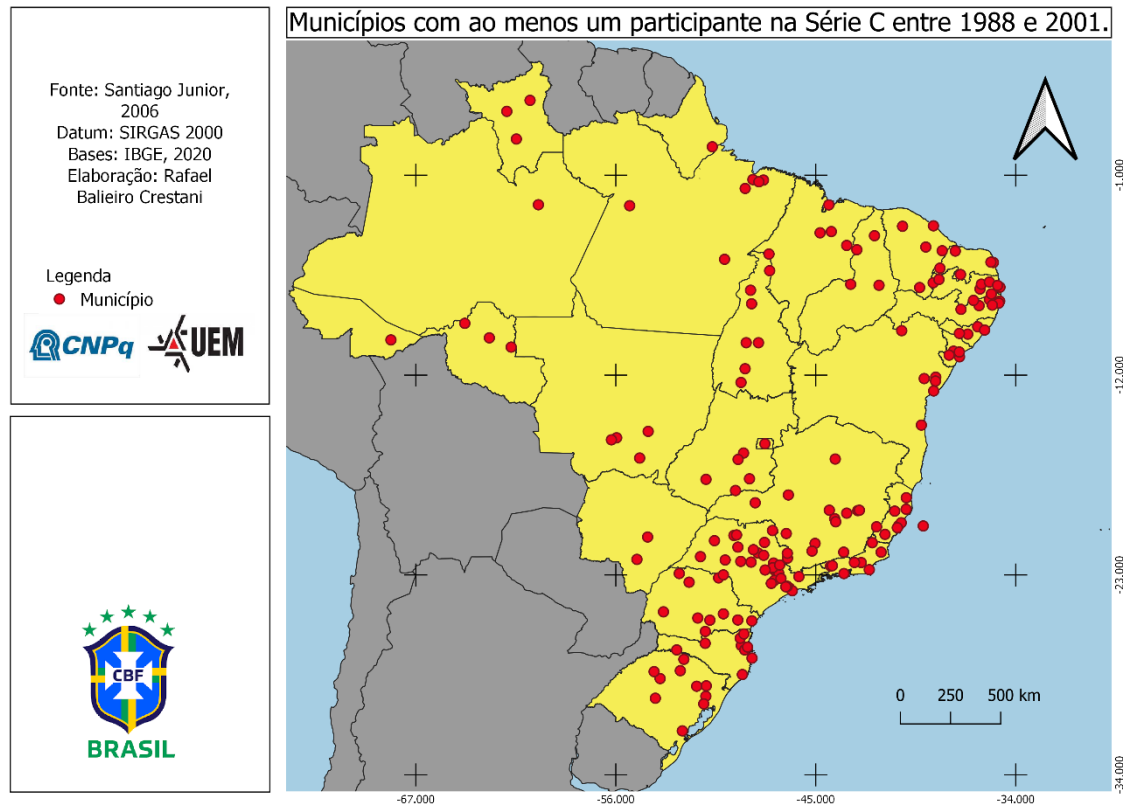 Municípios com ao menos um participante na Série C entre 1988 e 2001.
Fonte: Santiago Junior,
2006
Datum: SIRGAS 2000
Bases: IBGE, 2020
Elaboração: Rafael
Balieiro Crestani
Legenda
Município
CNPq
UEM
CBF
BRASIL
-1.000
-12.000
-23.000
-34.000
0 250 500 km
-67.000 -56.000 -45.000 -34.000